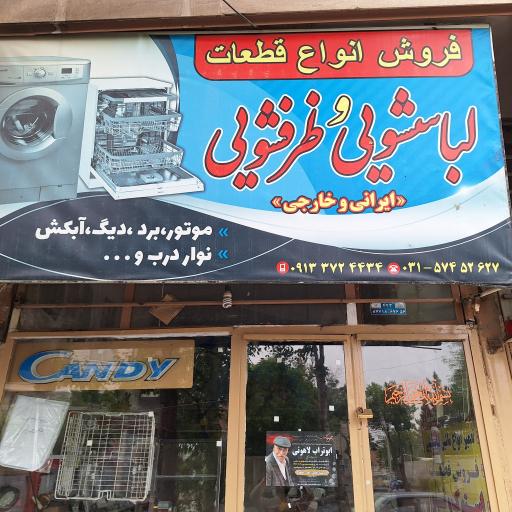 فروش انواع قطعات
لباسشویی و ظرفشویی
«ایرانی و خارجی»
» موتور،برد ،دیگ،آبکش
» نوار درب و ...
۰۹۱۳ ۳۷۲ ۴۴۳۴ ۰۳۱-۵۷۴ ۵۲ ۶۲۷
CANDY
ابوتراب لاهوتی